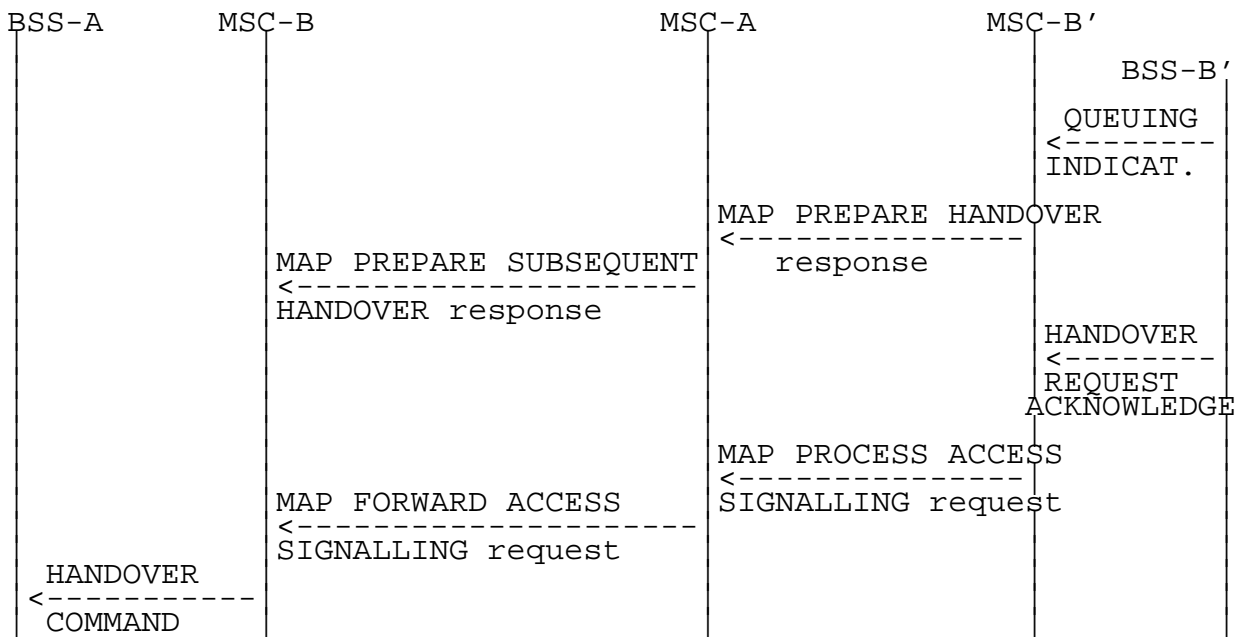 BSS-A MSC-B MSC-A MSC-B'
BSS-B'
QUEUING
INDICAT.
MAP PREPARE HANDOVER
response
MAP PREPARE SUBSEQUENT
HANDOVER response
HANDOVER
REQUEST
ACKNOWLEDGE
MAP PROCESS ACCESS
SIGNALLING request
MAP FORWARD ACCESS
SIGNALLING request
HANDOVER
COMMAND